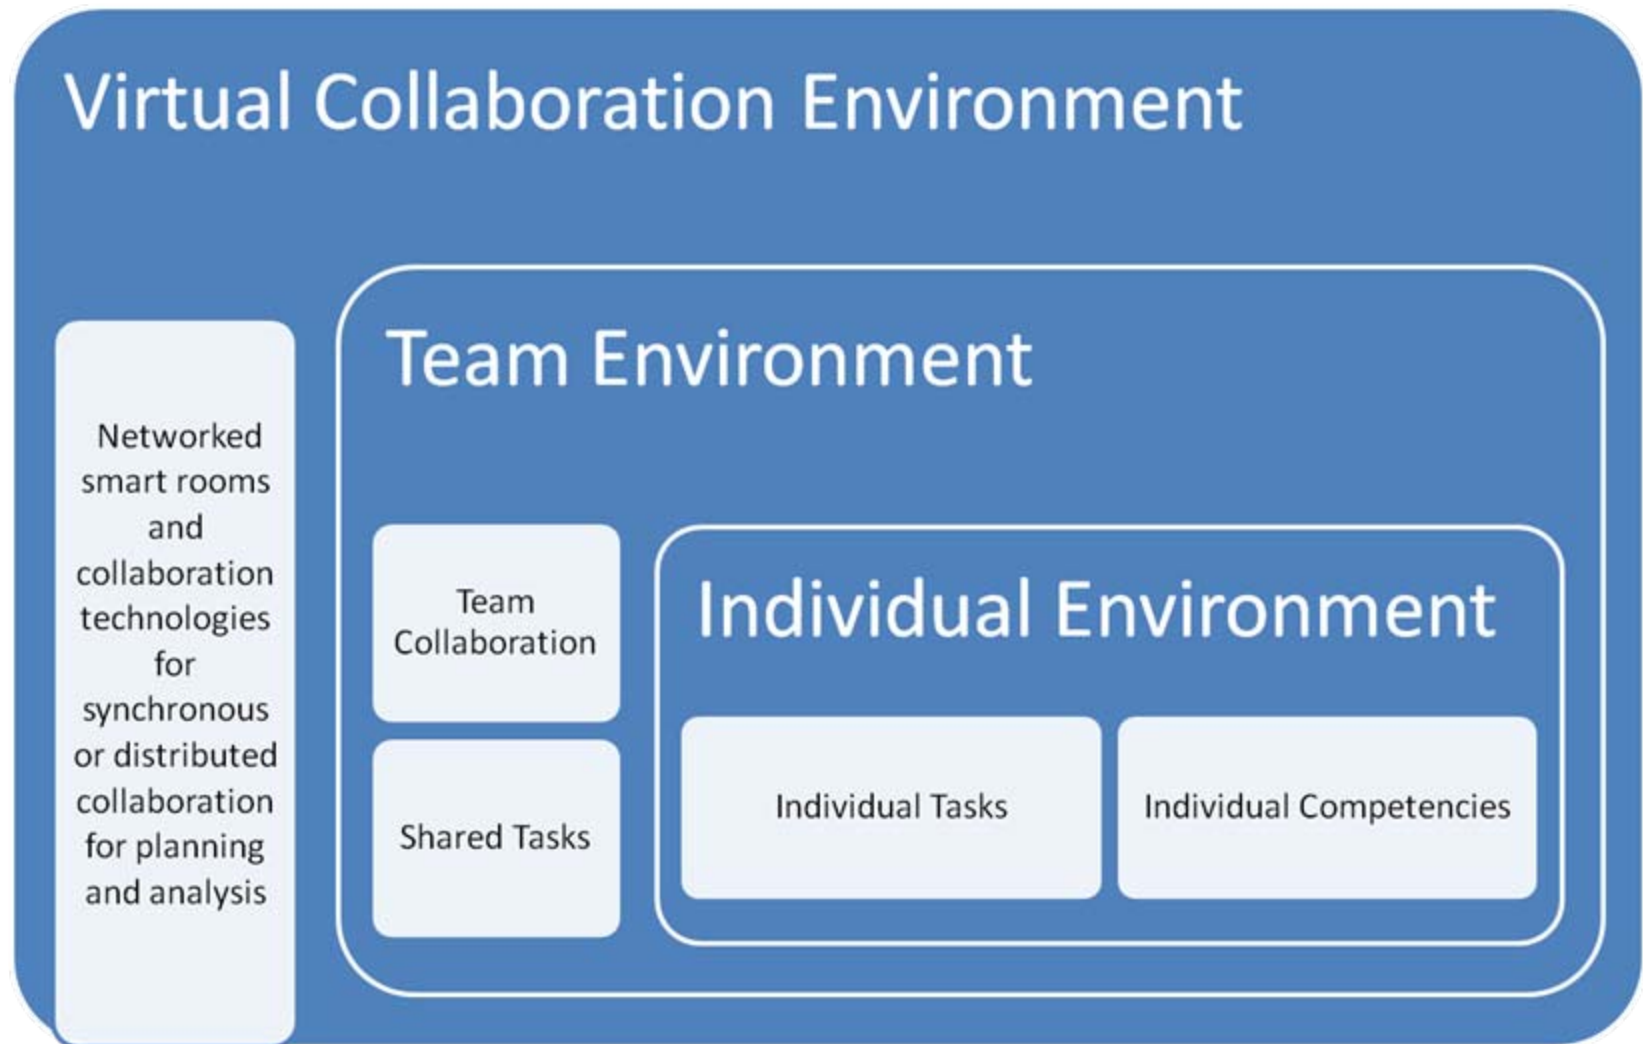 Virtual Collaboration Environment
Networked
smart rooms
and
collaboration
technologies
for
synchronous
or distributed
collaboration
for planning
and analysis
Team Environment
Team
Collaboration
Shared Tasks
Individual Environment
Individual Tasks
Individual Competencies